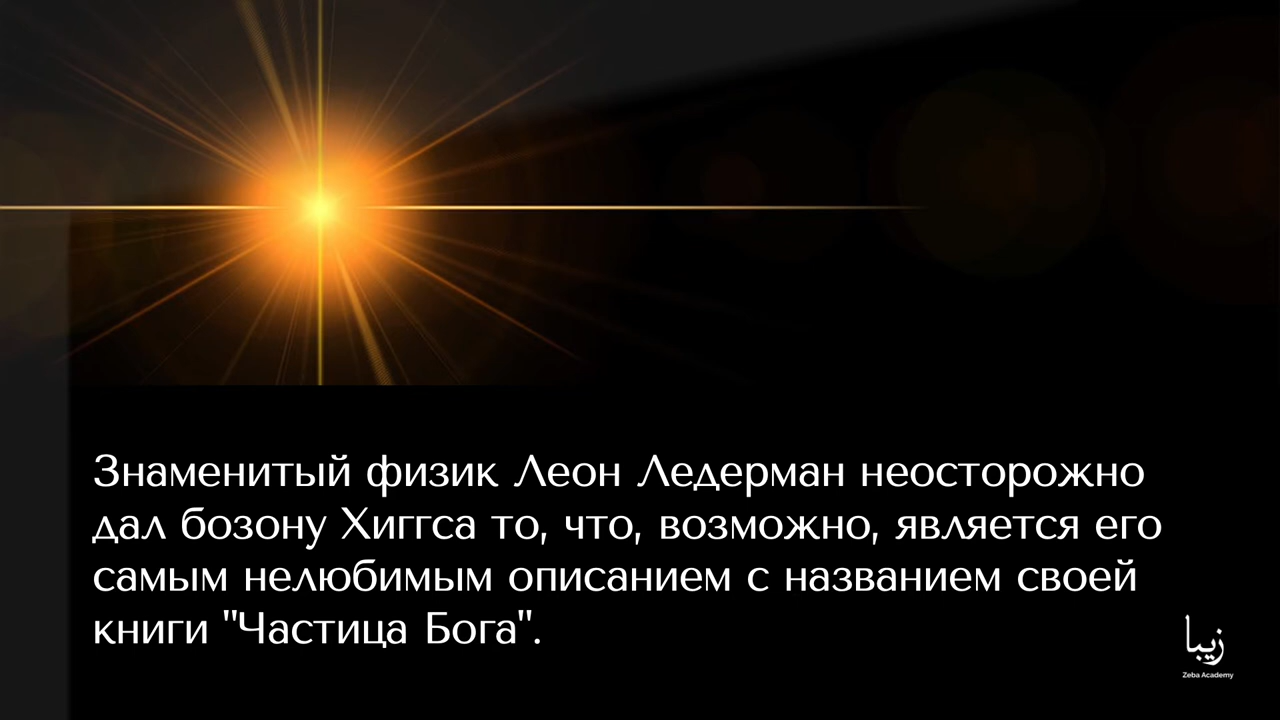 Знаменитый физик Леон Ледерман неосторожно
дал бозону Хиггса то, что, возможно, является его
самым нелюбимым описанием с названием своей
книги "Частица Бога".
زيبا
Zeba Academy